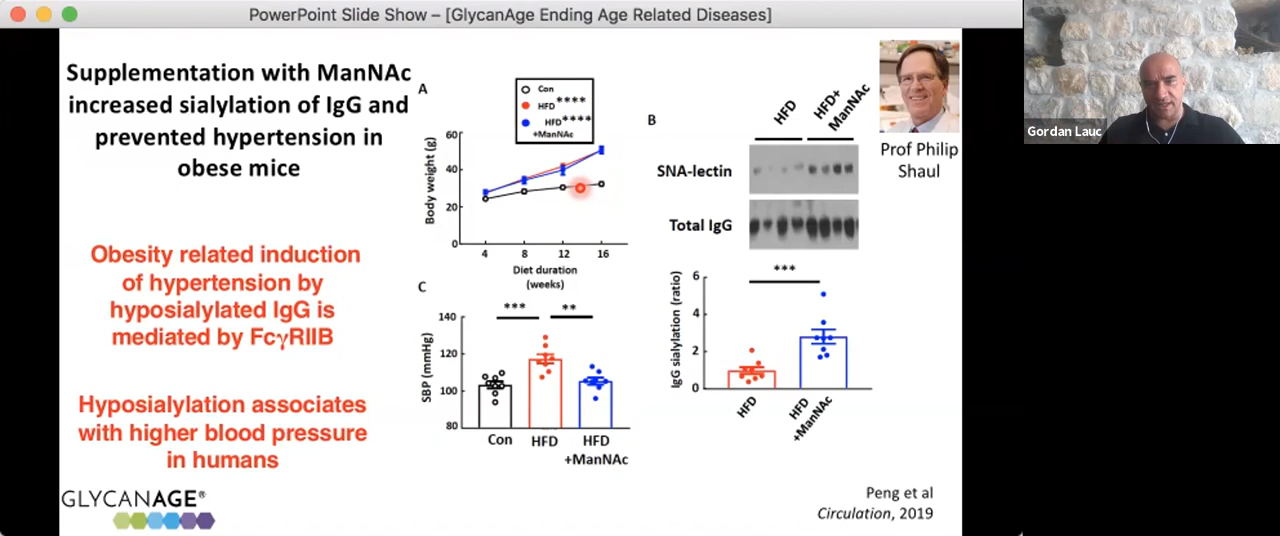 PowerPoint Slide Show – [GlycanAge Ending Age Related Diseases]
Supplementation with ManNAc
increased sialylation of IgG and
prevented hypertension in
obese mice
Obesity related induction
of hypertension by
hyposialylated IgG is
mediated by FcγRIIB
Hyposialylation associates
with higher blood pressure
in humans
GLYCANAGE®
A
Con
HFD ****
HFD ****
+ManNAc
Body weight (g)
60
40
20
0
4 8 12 16
Diet duration
(weeks)
C
*** **
SBP (mmHg)
140
120
100
80
Con HFD HFD
+ManNAc
B
HFD
HFD+
ManNAc
SNA-lectin
Total IgG
***
IgG sialylation (ratio)
6
4
2
0
HFD
HFD
+ManNAc
Prof Philip
Shaul
Peng et al
Circulation, 2019
Gordan Lauc